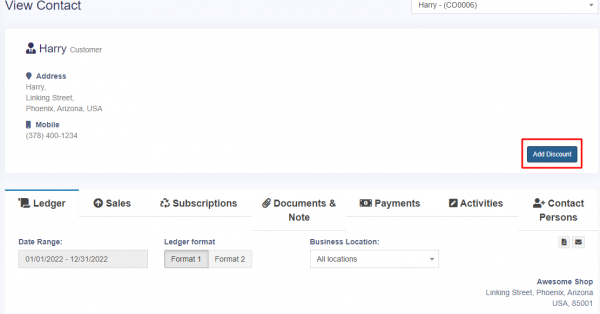 View Contact
Harry - (CO0006)
Harry Customer
Address
Harry,
Linking Street,
Phoenix, Arizona, USA
Mobile
(378) 400-1234
Add Discount
Ledger
Sales
Subscriptions
Documents &
Note
Payments
Activities
Contact
Persons
Date Range:
Ledger format
Business Location:
01/01/2022 - 12/31/2022
Format 1
Format 2
All locations
Awesome Shop
Linking Street, Phoenix, Arizona
USA, 85001